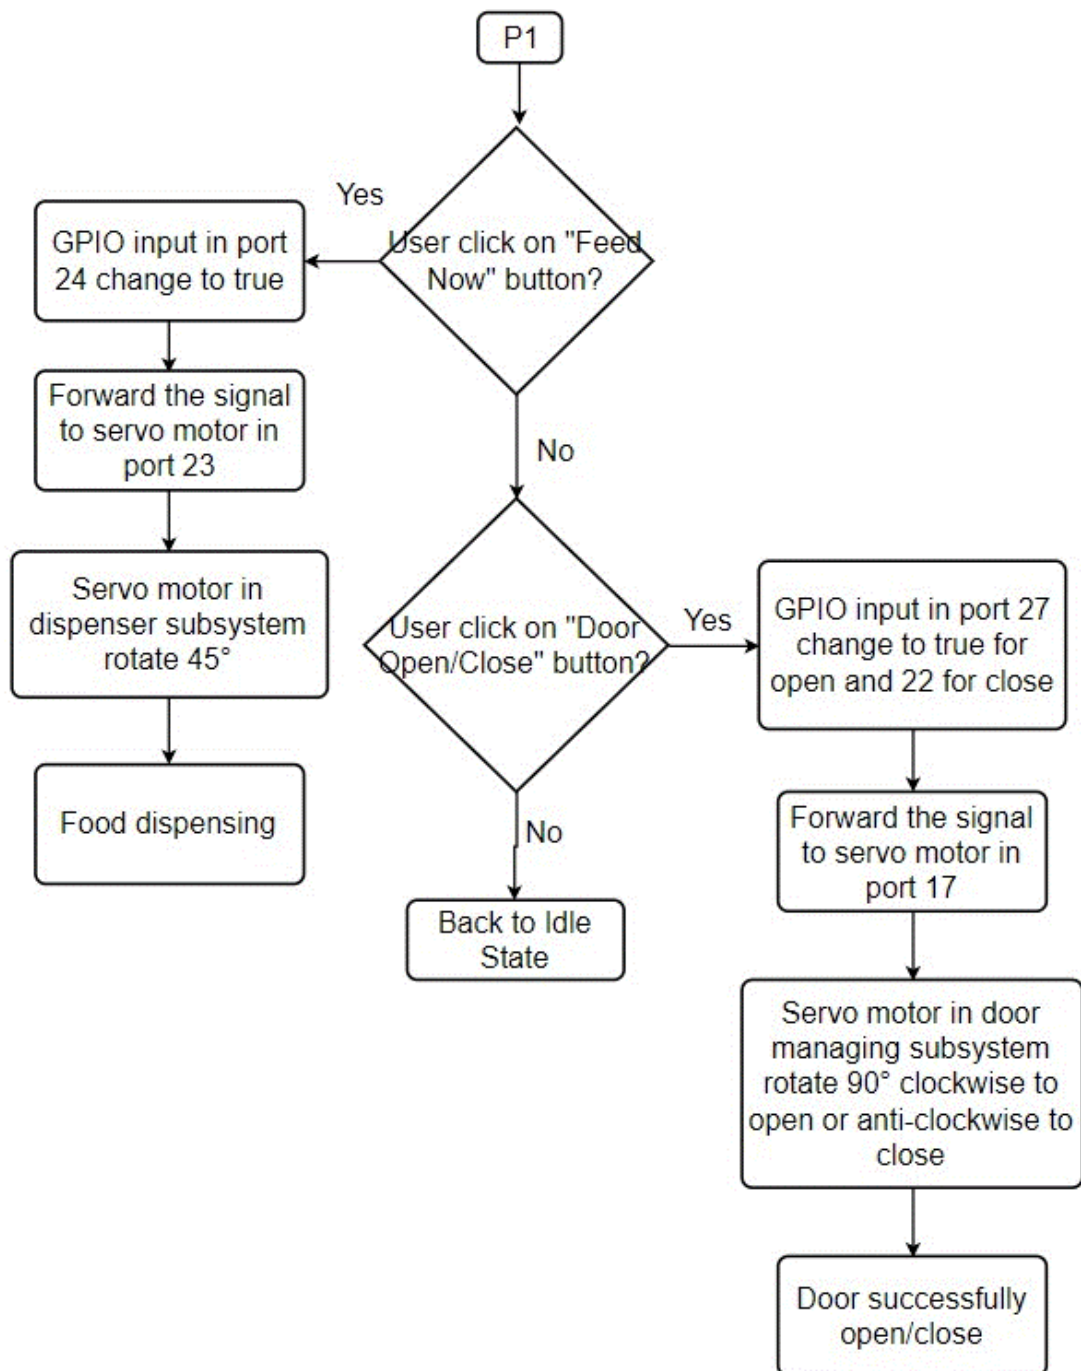 P1
Yes
User click on "Feed
Now" button?
GPIO input in port
24 change to true
Forward the signal
to servo motor in
port 23
No
Servo motor in
dispenser subsystem
rotate 45°
User click on "Door
Open/Close" button?
Yes
GPIO input in port 27
change to true for
open and 22 for close
Food dispensing
No
Back to Idle
State
Forward the signal
to servo motor in
port 17
Servo motor in door
managing subsystem
rotate 90° clockwise to
open or anti-clockwise to
close
Door successfully
open/close